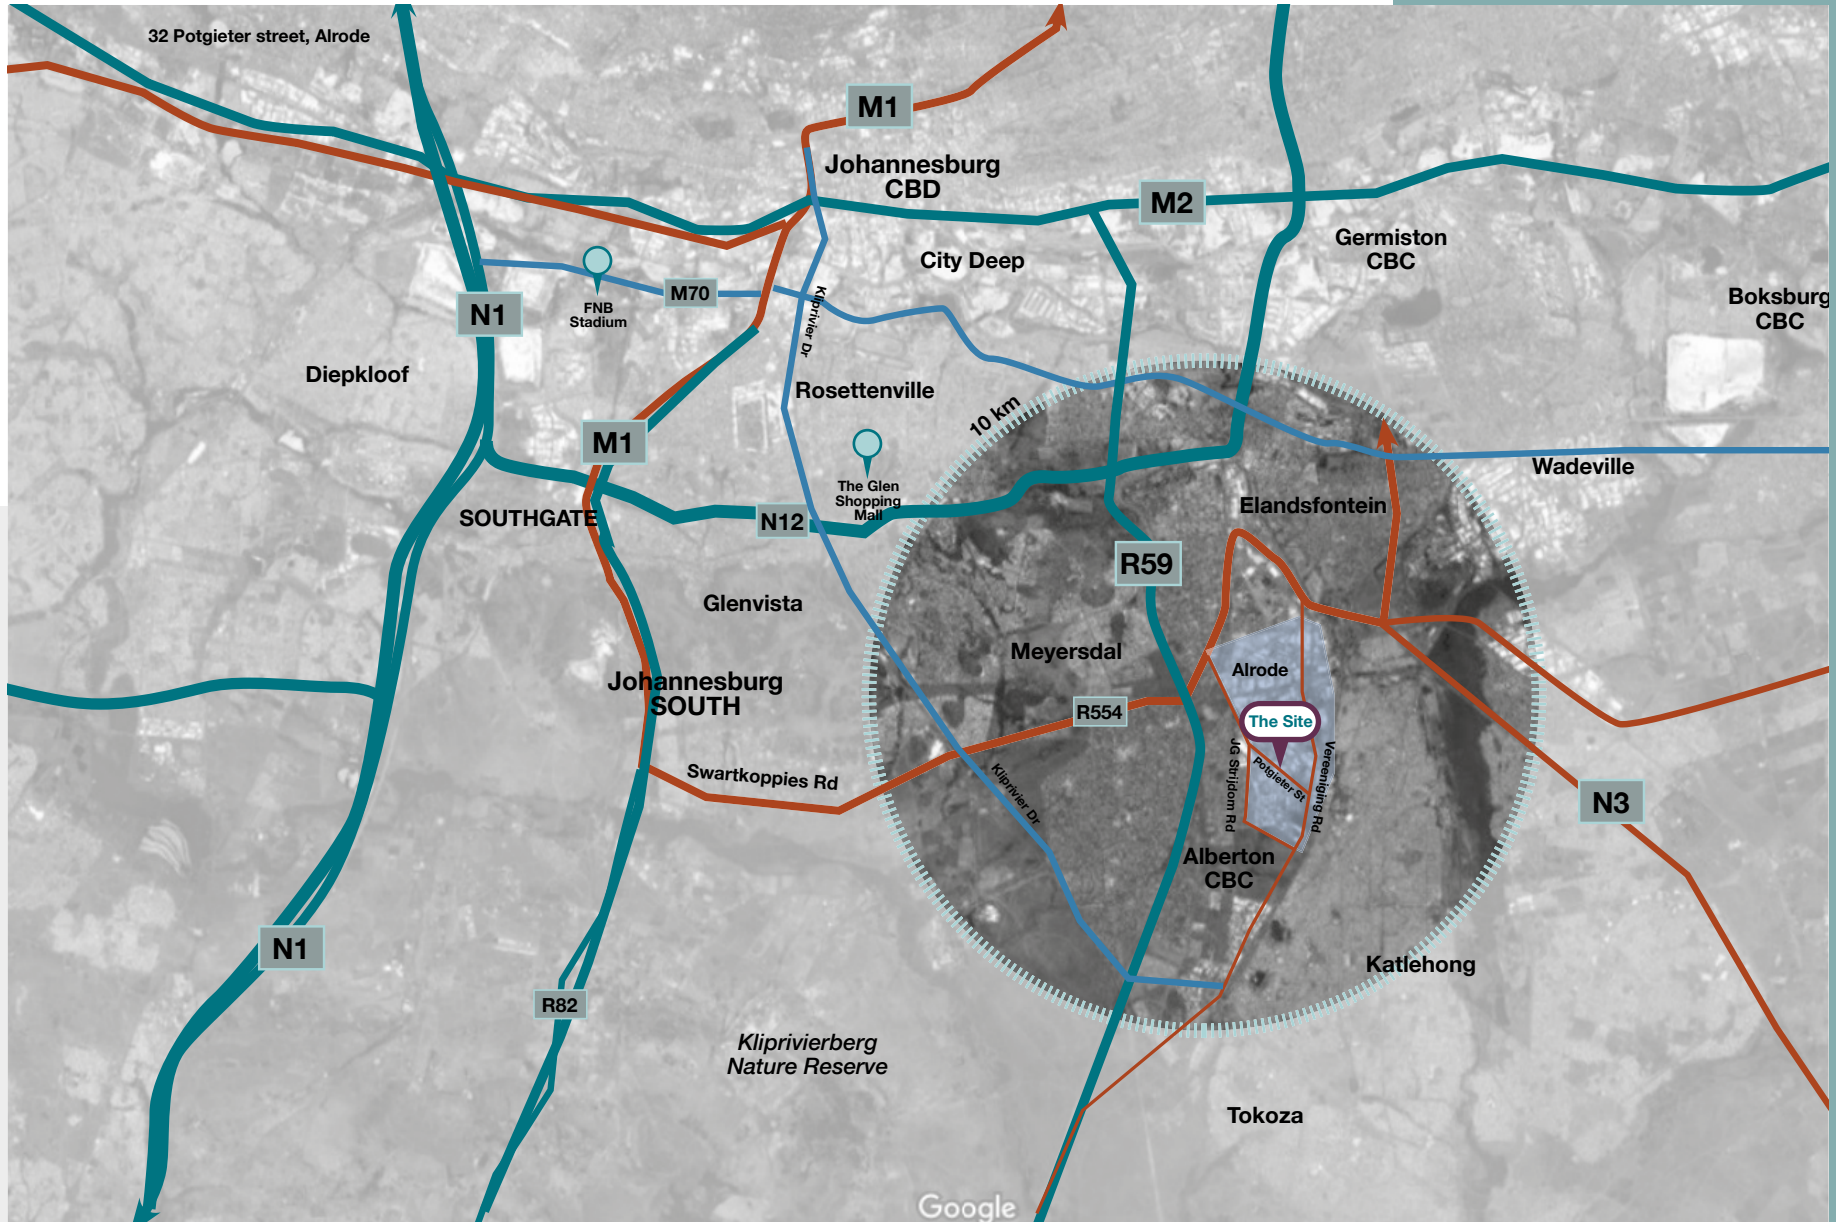 32 Potgieter street, Alrode
M1
Johannesburg
CBD
M2
City Deep
Germiston
CBC
M70
FNB
Stadium
N1
Kliprivier Dr
Boksburg
CBC
Diepkloof
Rosettenville
10 km
M1
Wadeville
The Glen
Shopping
Mall
Elandsfontein
SOUTHGATE
N12
R59
Glenvista
Meyersdal
Alrode
Johannesburg
SOUTH
R554
The Site
Swartkoppies Rd
Kliprivier Dr
JG Strijdom Rd
Potgieter St
Vereeniging Rd
N3
Alberton
CBC
N1
Katlehong
R82
Kliprivierberg
Nature Reserve
Tokoza
Google